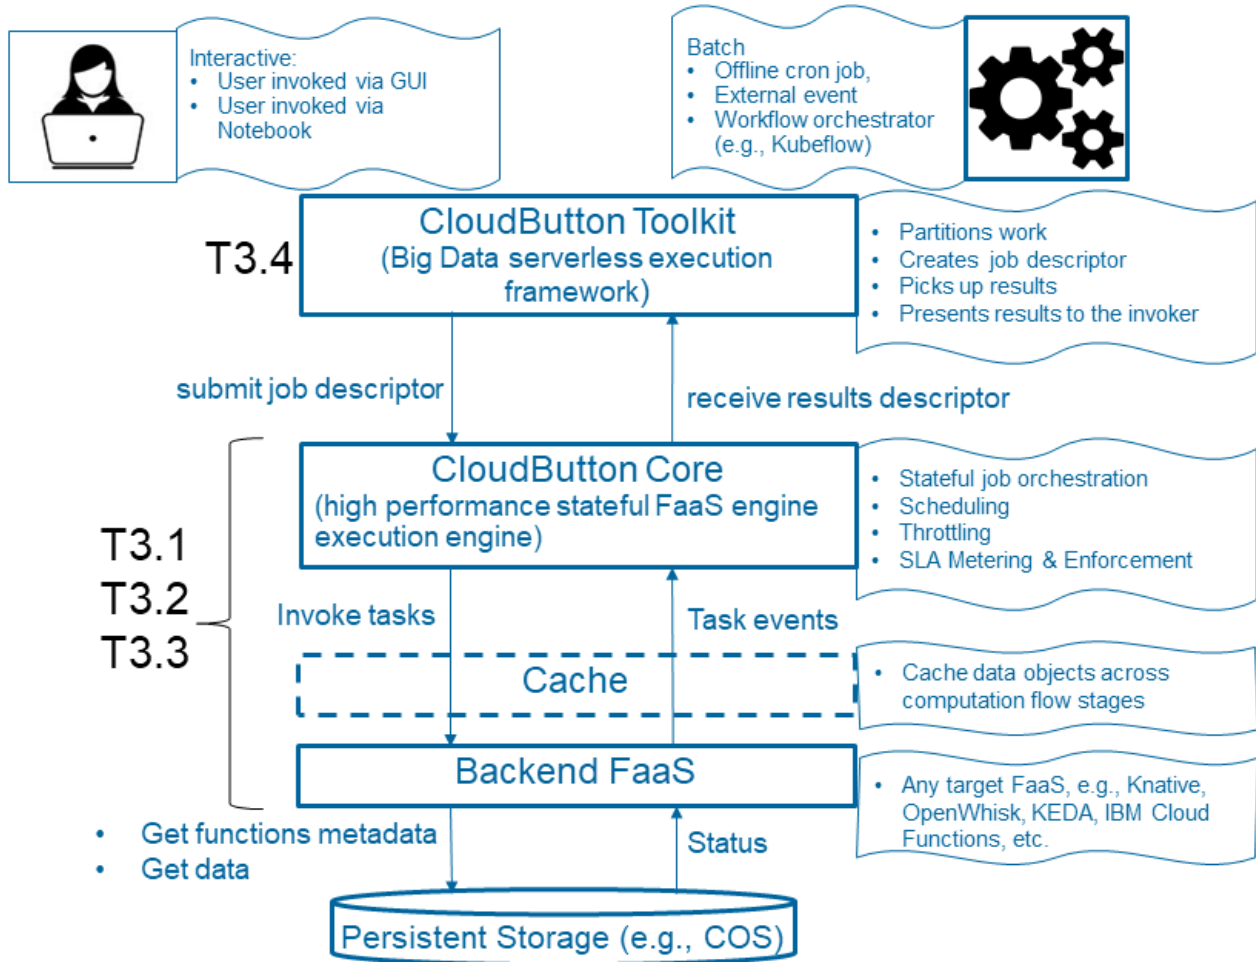 Interactive:
• User invoked via GUI
• User invoked via
Notebook
Batch
• Offline cron job,
• External event
• Workflow orchestrator
(e.g., Kubeflow)
T3.4
CloudButton Toolkit
(Big Data serverless execution
framework)
• Partitions work
• Creates job descriptor
• Picks up results
• Presents results to the invoker
submit job descriptor
receive results descriptor
T3.1
T3.2
T3.3
CloudButton Core
(high performance stateful FaaS engine
execution engine)
• Stateful job orchestration
• Scheduling
• Throttling
• SLA Metering & Enforcement
Invoke tasks
Task events
Cache
• Cache data objects across
computation flow stages
Backend FaaS
• Any target FaaS, e.g., Knative,
OpenWhisk, KEDA, IBM Cloud
Functions, etc.
• Get functions metadata
• Get data
Status
Persistent Storage (e.g., COS)